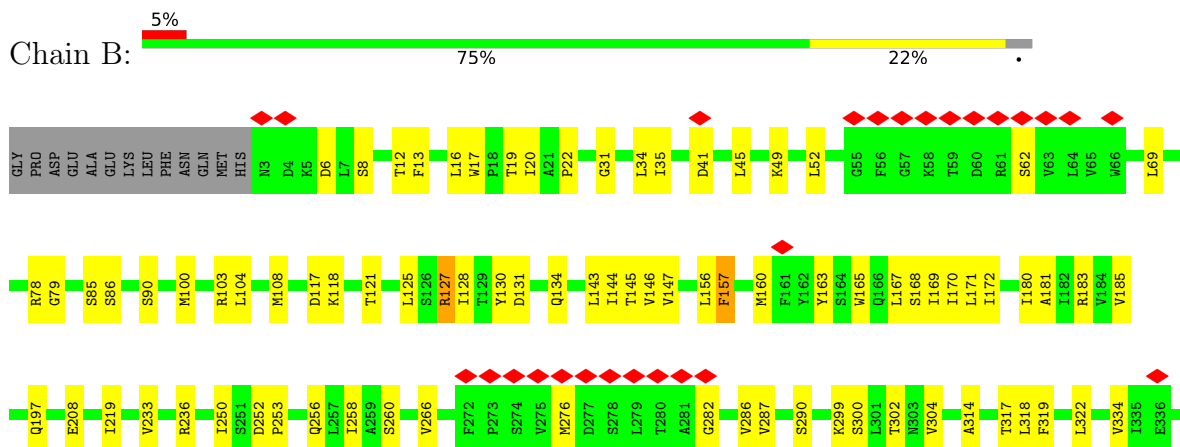 5%
Chain B:
75% 22% •
GLY PRO ASP GLU ALA GLU LYS LEU PHE ASN GLN MET HIS N3 D4 K5 D6 L7 S8 T12 F13 L16 W17 P18 T19 I20 A21 P22 G31 L34 I35 D41 L45 K49 L52 G55 F56 G57 K58 T59 D60 R61 S62 V63 L64 V65 W66 L69
R78 G79 S85 S86 S90 M100 R103 L104 M108 D117 K118 T121 L125 S126 R127 I128 T129 Y130 D131 Q134 L143 I144 T145 V146 V147 L156 F157 M160 F161 Y162 Y163 S164 W165 Q166 L167 S168 I169 I170 L171 I172 I180 A181 I182 R183 V184 V185
Q197 E208 I219 V233 R236 I250 S251 D252 P253 Q256 L257 I258 A259 S260 V266 F272 P273 S274 V275 M276 D277 S278 L279 T280 A281 G282 V286 V287 S290 K299 S300 L301 T302 N303 V304 A314 T317 L318 F319 L322 V334 I335 E336